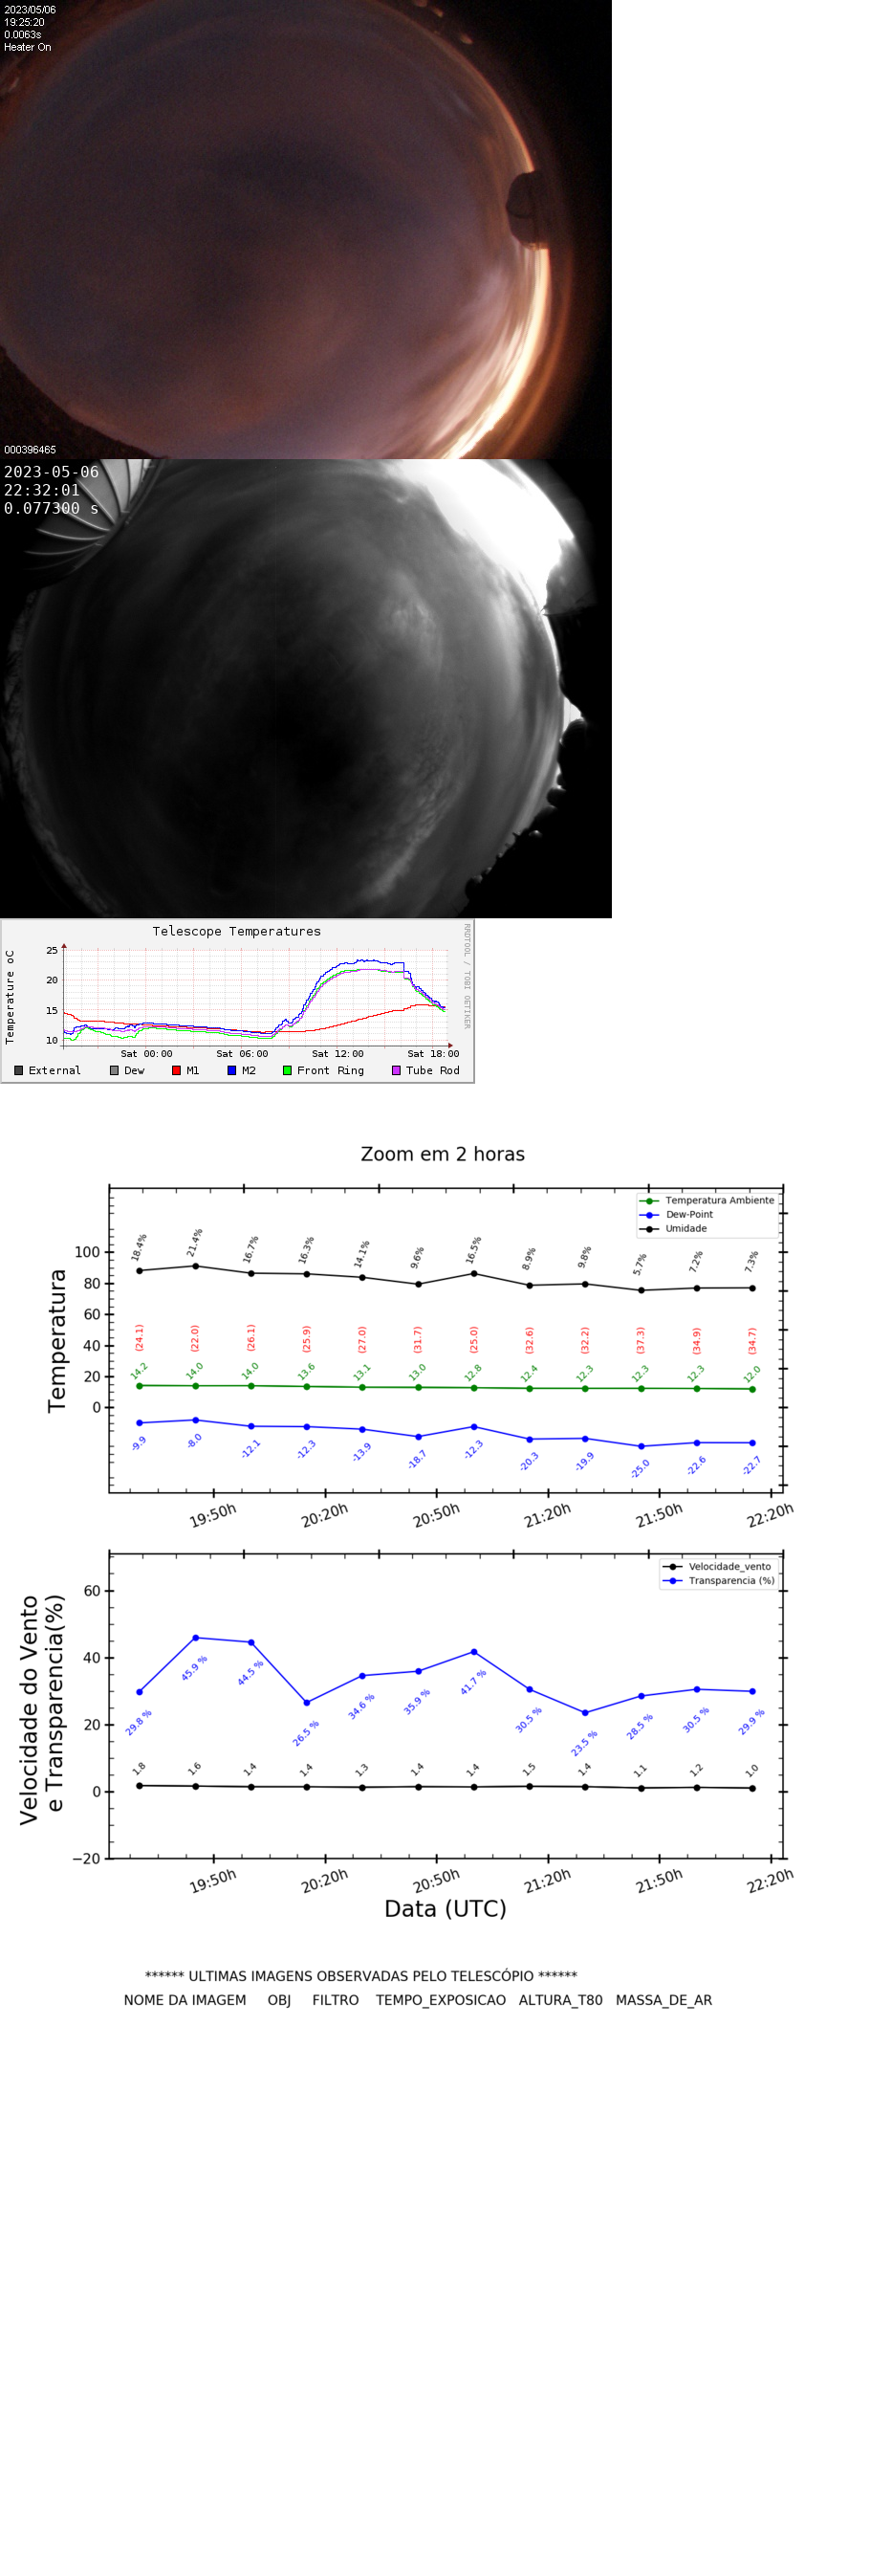 2023/05/06
19:25:20
0.0063s
Heater On
000396465
2023-05-06
22:32:01
0.077300 s
Telescope Temperatures
Temperature oC
RRDTOOL / TOBI OETIKER
25
20
15
10
Sat 00:00 Sat 06:00 Sat 12:00 Sat 18:00
External Dew M1 M2 Front Ring Tube Rod
Zoom em 2 horas
Temperatura
Temperatura Ambiente
Dew-Point
Umidade
100
80
60
40
20
0
18.4% 21.4% 16.7% 16.3% 14.1% 9.6% 16.5% 8.9% 9.8% 5.7% 7.2% 7.3%
(24.1) (22.0) (26.1) (25.9) (27.0) (31.7) (25.0) (32.6) (32.2) (37.3) (34.9) (34.7)
14.2 14.0 14.0 13.6 13.1 13.0 12.8 12.4 12.3 12.3 12.3 12.0
-9.9 -8.0 -12.1 -12.3 -13.9 -18.7 -12.3 -20.3 -19.9 -25.0 -22.6 -22.7
19:50h 20:20h 20:50h 21:20h 21:50h 22:20h
Velocidade do Vento
e Transparencia(%)
Velocidade_vento
Transparencia (%)
60
40
20
0
−20
45.9 % 44.5 % 26.5 % 34.6 % 35.9 % 41.7 % 30.5 % 23.5 % 28.5 % 30.5 % 29.9 %
29.8 %
1.8 1.6 1.4 1.4 1.3 1.4 1.4 1.5 1.4 1.1 1.2 1.0
19:50h 20:20h 20:50h 21:20h 21:50h 22:20h
Data (UTC)
****** ULTIMAS IMAGENS OBSERVADAS PELO TELESCÓPIO ******
NOME DA IMAGEM OBJ FILTRO TEMPO_EXPOSICAO ALTURA_T80 MASSA_DE_AR